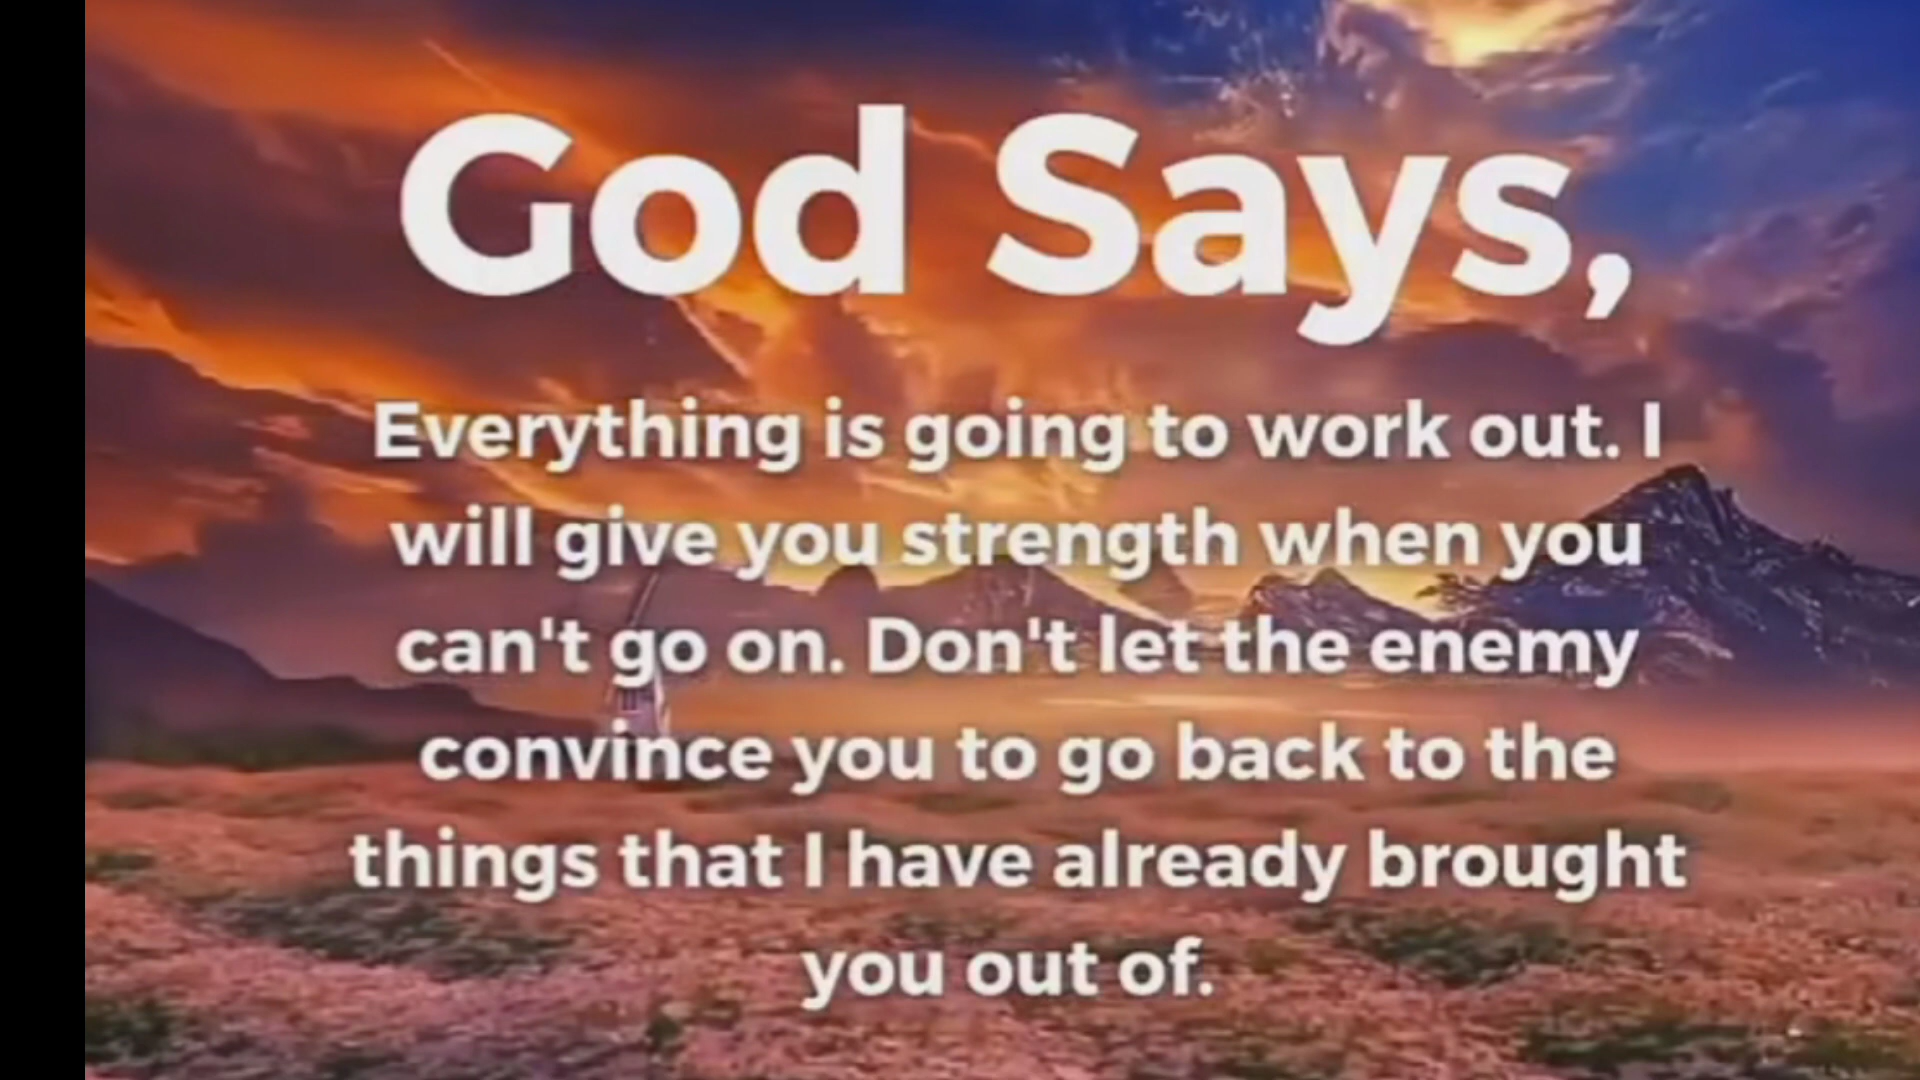 God Says,
Everything is going to work out. I
will give you strength when you
can't go on. Don't let the enemy
convince you to go back to the
things that I have already brought
you out of.